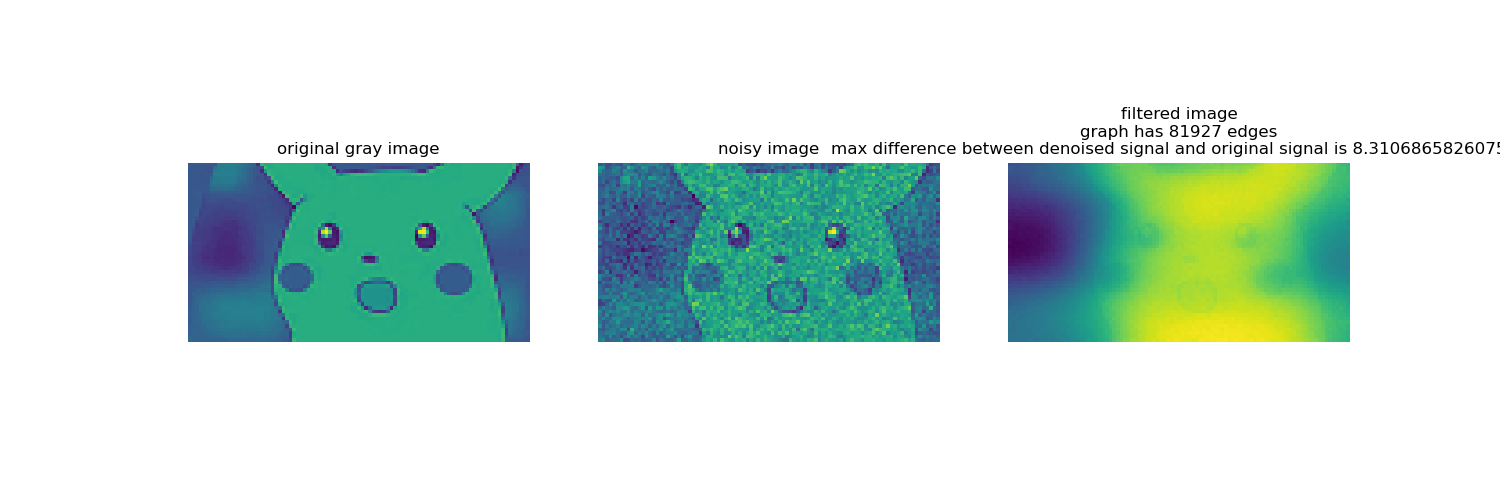 original gray image
noisy image
filtered image
graph has 81927 edges
max difference between denoised signal and original signal is 8.3106865826075